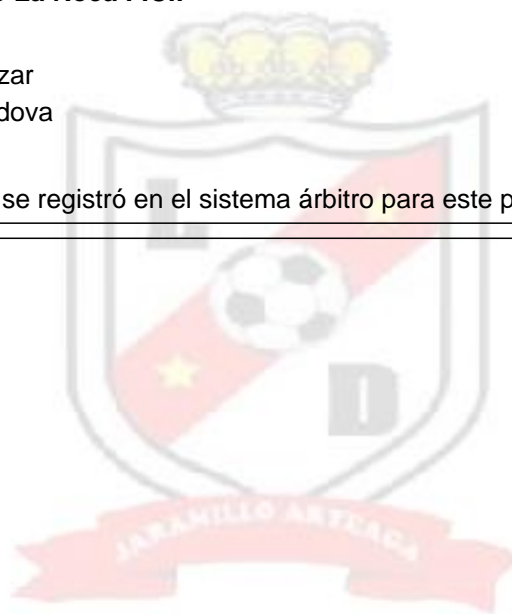 zar
dova
se registró en el sistema árbitro para este p
L
D
JARAMILLO ARTEAGA